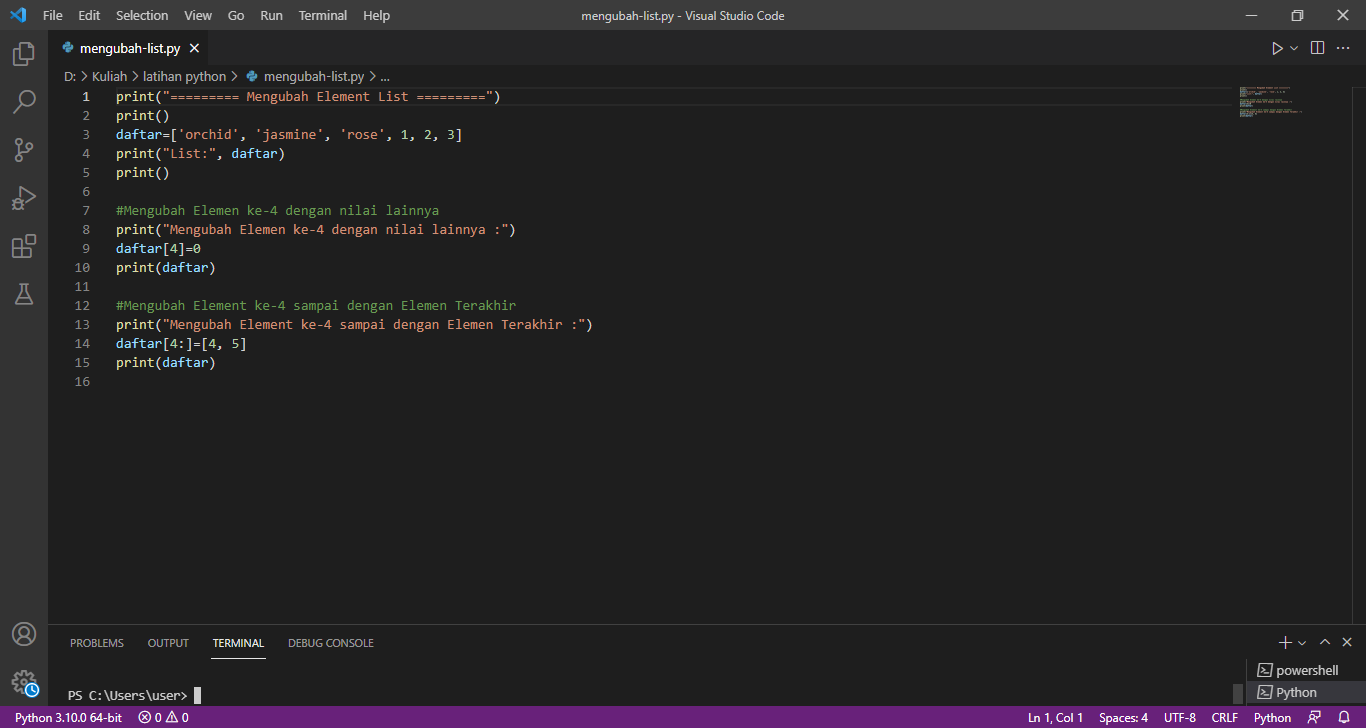 File Edit Selection View Go Run Terminal Help mengubah-list.py - Visual Studio Code
mengubah-list.py
D: > Kuliah > latihan python > mengubah-list.py > ...
1 print("========= Mengubah Element List =========")
2 print()
3 daftar=['orchid', 'jasmine', 'rose', 1, 2, 3]
4 print("List:", daftar)
5 print()
6
7 #Mengubah Elemen ke-4 dengan nilai lainnya
8 print("Mengubah Elemen ke-4 dengan nilai lainnya :")
9 daftar[4]=0
10 print(daftar)
11
12 #Mengubah Element ke-4 sampai dengan Elemen Terakhir
13 print("Mengubah Element ke-4 sampai dengan Elemen Terakhir :")
14 daftar[4:]=[4, 5]
15 print(daftar)
16
PROBLEMS OUTPUT TERMINAL DEBUG CONSOLE
powershell
PS C:\Users\user>
Python
Python 3.10.0 64-bit 0 0 Ln 1, Col 1 Spaces: 4 UTF-8 CRLF Python